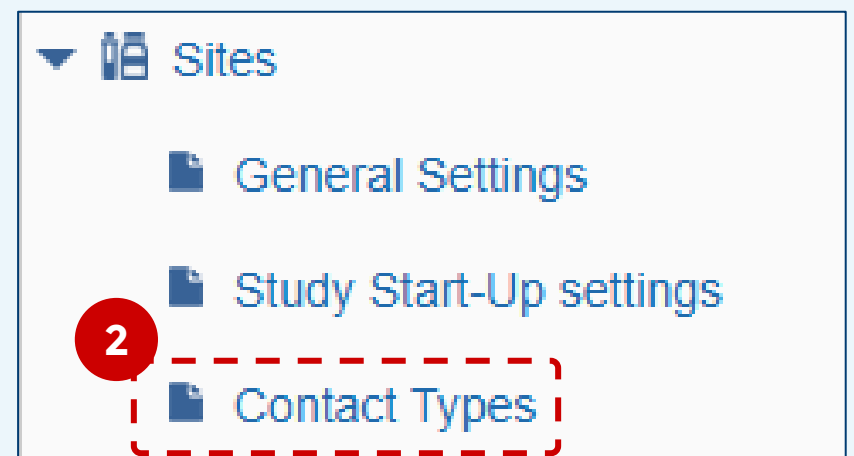 Sites
General Settings
Study Start-Up settings
2
Contact Types